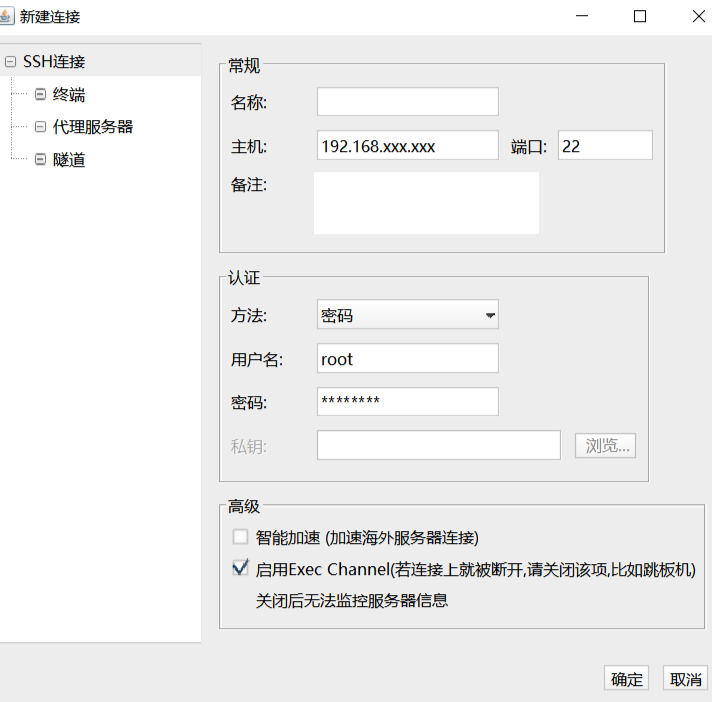 新建连接
SSH连接
终端
代理服务器
隧道
常规
名称:
主机: 192.168.xxx.xxx 端口: 22
备注:
认证
方法: 密码
用户名: root
密码: ********
私钥: 浏览...
高级
智能加速 (加速海外服务器连接)
启用Exec Channel(若连接上就被断开,请关闭该项,比如跳板机)
关闭后无法监控服务器信息
确定 取消